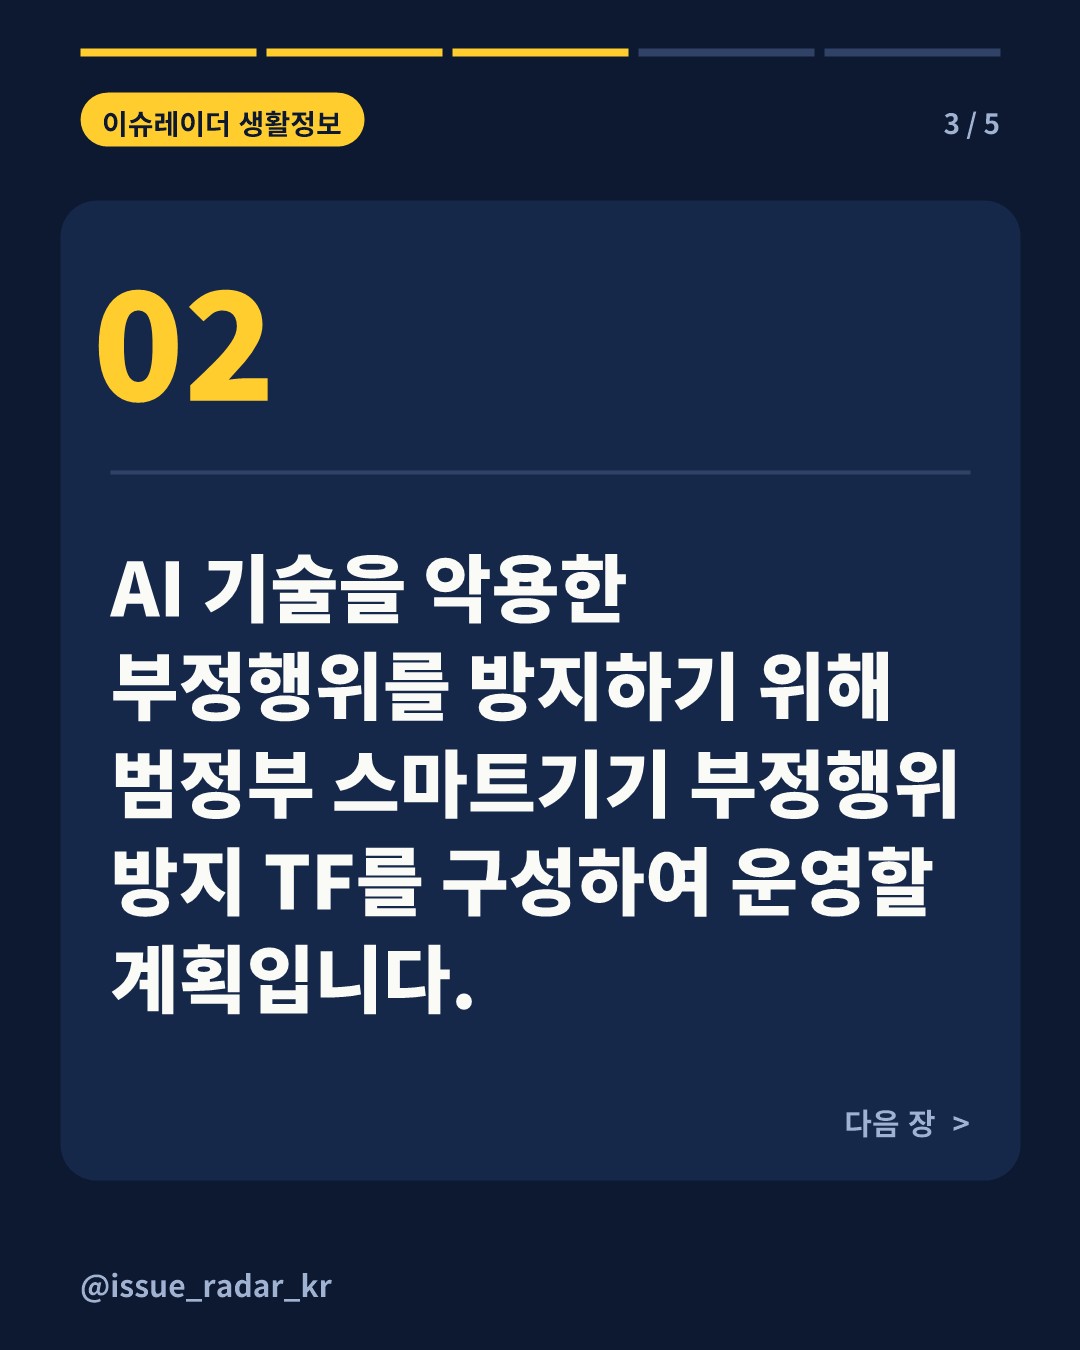 이슈레이더 생활정보
3 / 5
02
AI 기술을 악용한
부정행위를 방지하기 위해
범정부 스마트기기 부정행위
방지 TF를 구성하여 운영할
계획입니다.
다음 장 >
@issue_radar_kr